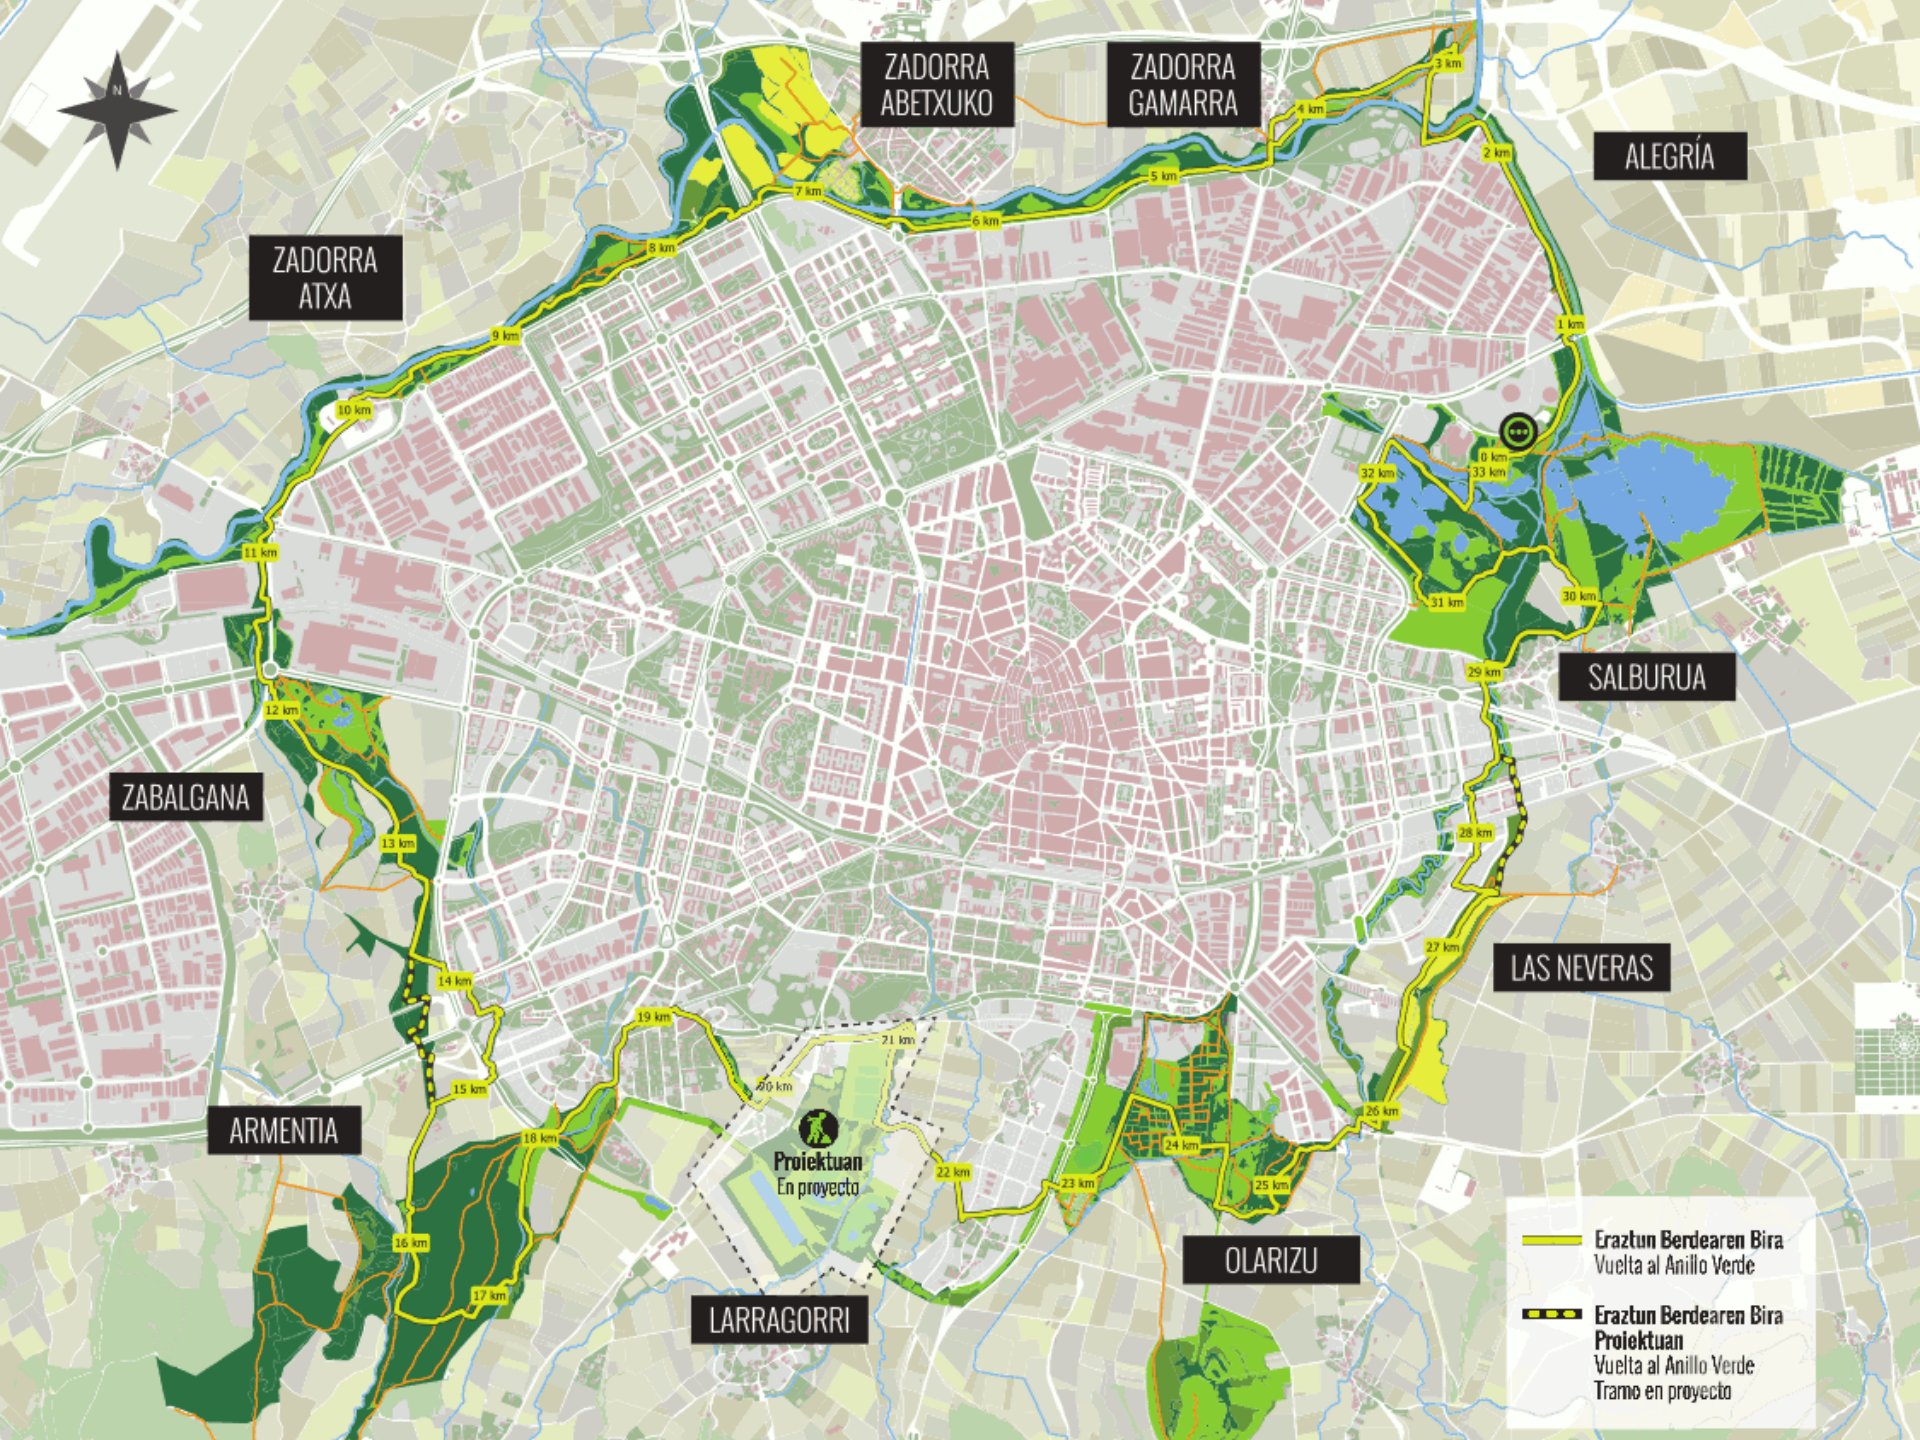 N
ZADORRA
ABETXUKO
ZADORRA
GAMARRA
ALEGRÍA
ZADORRA
ATXA
3 km
4 km
2 km
5 km
7 km
6 km
8 km
1 km
9 km
10 km
0 km
33 km
32 km
11 km
31 km
30 km
29 km
SALBURUA
12 km
ZABALGANA
28 km
13 km
27 km
LAS NEVERAS
14 km
19 km
21 km
20 km
15 km
26 km
ARMENTIA
18 km
Proiektuan
En proyecto
24 km
22 km
23 km
25 km
16 km
17 km
OLARIZU
LARRAGORRI
Eraztun Berdearen Bira
Vuelta al Anillo Verde
Eraztun Berdearen Bira
Proiektuan
Vuelta al Anillo Verde
Tramo en proyecto